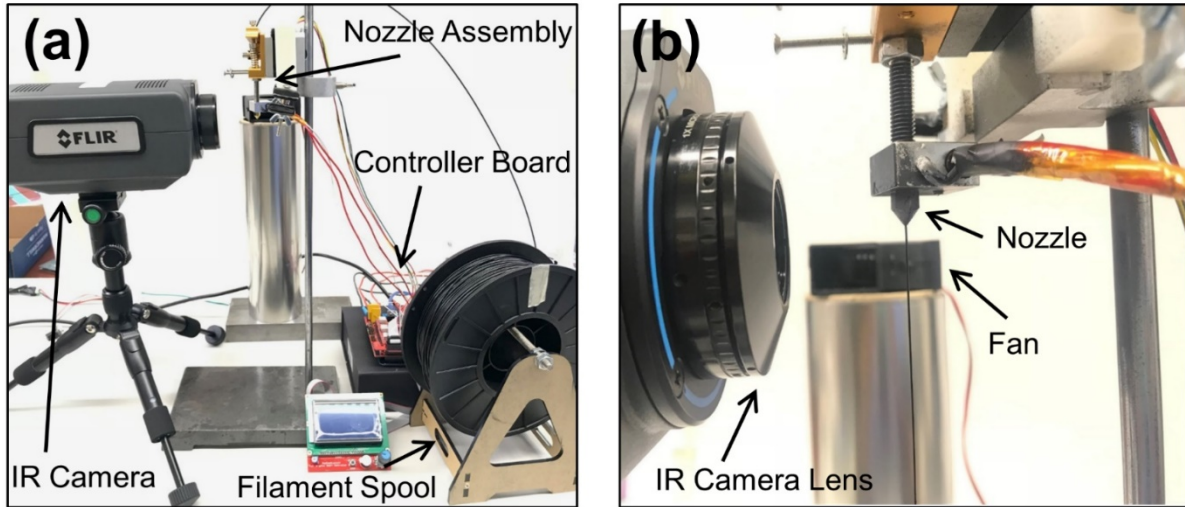 (a)
Nozzle Assembly
FLIR
Controller Board
IR Camera
Filament Spool
(b)
Nozzle
Fan
IR Camera Lens